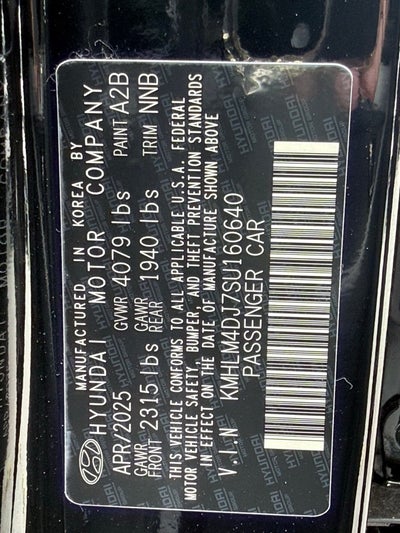 MANUFACTURED IN KOREA BY
HYUNDAI MOTOR COMPANY
APR/2025 GVWR 4079 lbs PAINT A2B
GAWR FRONT 2315 lbs GAWR REAR 1940 lbs TRIM NNB
THIS VEHICLE CONFORMS TO ALL APPLICABLE U.S.A. FEDERAL
MOTOR VEHICLE SAFETY, BUMPER, AND THEFT PREVENTION STANDARDS
IN EFFECT ON THE DATE OF MANUFACTURE SHOWN ABOVE
V.I.N KMHLM4DJ7SU160640
PASSENGER CAR